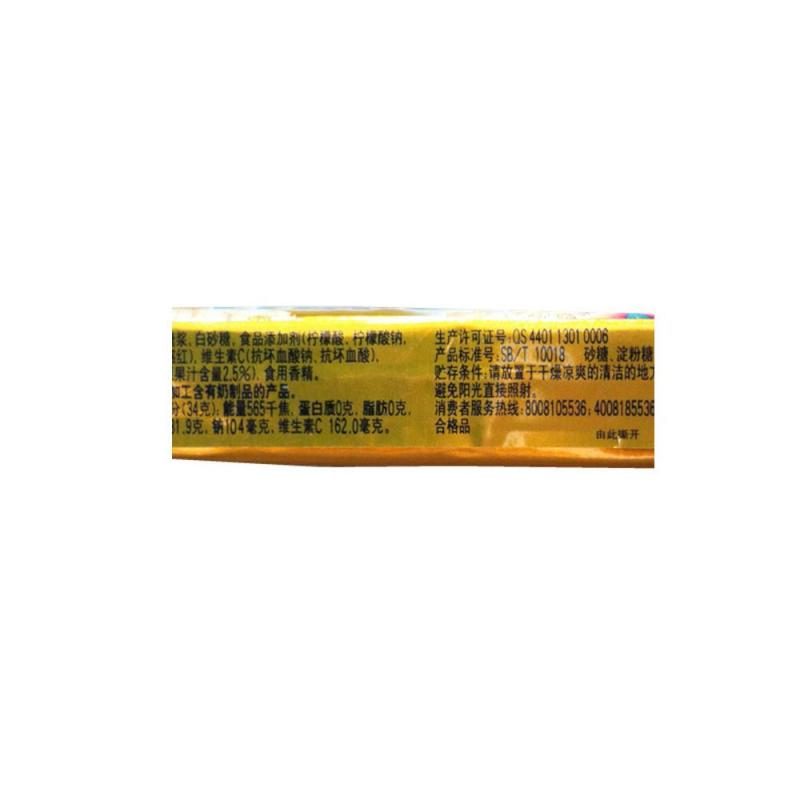 浆, 白砂糖, 食品添加剂(柠檬酸, 柠檬酸钠,
红), 维生素C(抗坏血酸钠, 抗坏血酸),
果汁含量2.5%), 食用香精。
加工含有奶制品的产品。
分(34克): 能量565千焦, 蛋白质0克, 脂肪0克,
31.9克, 钠104毫克, 维生素C 162.0毫克。
生产许可证号: QS 4401 1301 0006
产品标准号: SB/T 10018 砂糖、淀粉糖
贮存条件: 请放置于干燥凉爽的清洁的地方
避免阳光直接照射。
消费者服务热线: 8008105536; 4008185536
合格品
由此撕开